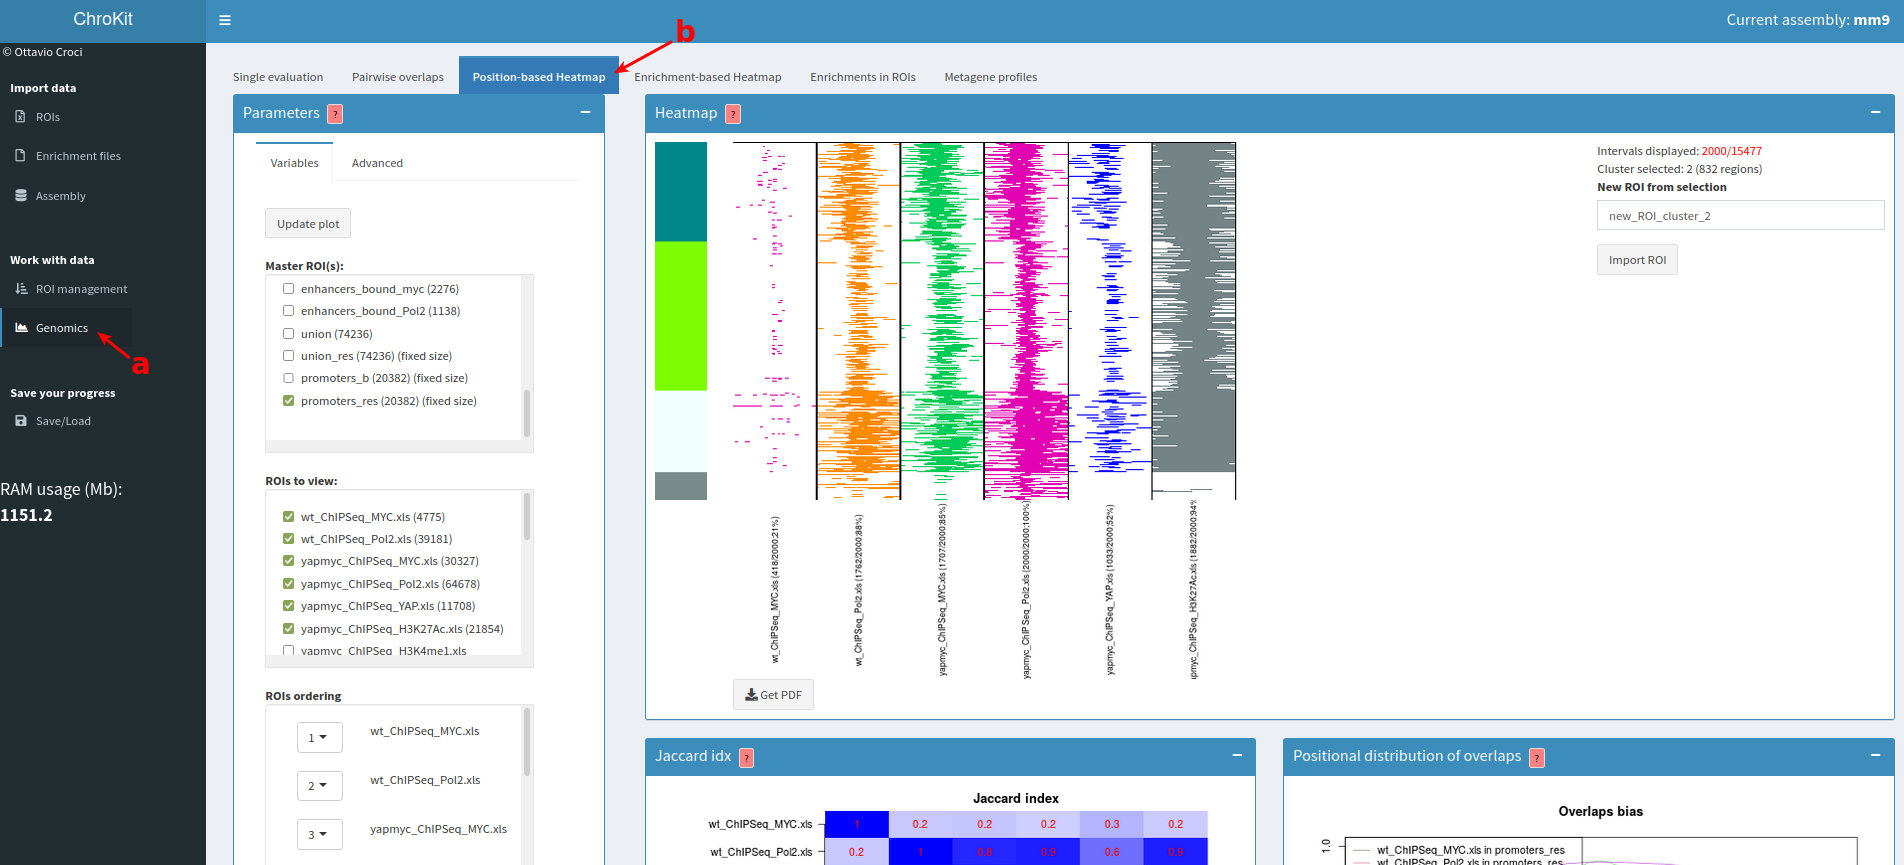 ChroKit
Current assembly: mm9
b
© Ottavio Croci
Import data
ROIs
Enrichment files
Assembly
Work with data
ROI management
Genomics
a
Save your progress
Save/Load
RAM usage (Mb):
1151.2
Single evaluation
Pairwise overlaps
Position-based Heatmap
Enrichment-based Heatmap
Enrichments in ROIs
Metagene profiles
Parameters ?
Variables
Advanced
Update plot
Master ROI(s):
enhancers_bound_myc (2276)
enhancers_bound_Pol2 (1138)
union (74236)
union_res (74236) (fixed size)
promoters_b (20382) (fixed size)
promoters_res (20382) (fixed size)
ROIs to view:
wt_ChIPSeq_MYC.xls (4775)
wt_ChIPSeq_Pol2.xls (39181)
yapmyc_ChIPSeq_MYC.xls (30327)
yapmyc_ChIPSeq_Pol2.xls (64678)
yapmyc_ChIPSeq_YAP.xls (11708)
yapmyc_ChIPSeq_H3K27Ac.xls (21854)
yapmyc_ChIPSeq_H3K4me1.xls
ROIs ordering
1 wt_ChIPSeq_MYC.xls
2 wt_ChIPSeq_Pol2.xls
3 yapmyc_ChIPSeq_MYC.xls
Heatmap ?
wt_ChIPSeq_MYC.xls (418/2000;21%)
wt_ChIPSeq_Pol2.xls (1762/2000;88%)
yapmyc_ChIPSeq_MYC.xls (1707/2000;85%)
yapmyc_ChIPSeq_Pol2.xls (2000/2000;100%)
yapmyc_ChIPSeq_YAP.xls (1033/2000;52%)
apmyc_ChIPSeq_H3K27Ac.xls (1882/2000;94%
Get PDF
Intervals displayed: 2000/15477
Cluster selected: 2 (832 regions)
New ROI from selection
new_ROI_cluster_2
Import ROI
Jaccard idx ?
Jaccard index
wt_ChIPSeq_MYC.xls 1 0.2 0.2 0.2 0.3 0.2
wt_ChIPSeq_Pol2.xls 0.2 1 0.8 0.9 0.6 0.9
Positional distribution of overlaps ?
Overlaps bias
1.0
wt_ChIPSeq_MYC.xls in promoters_res
wt_ChIPSeq_Pol2.xls in promoters_res